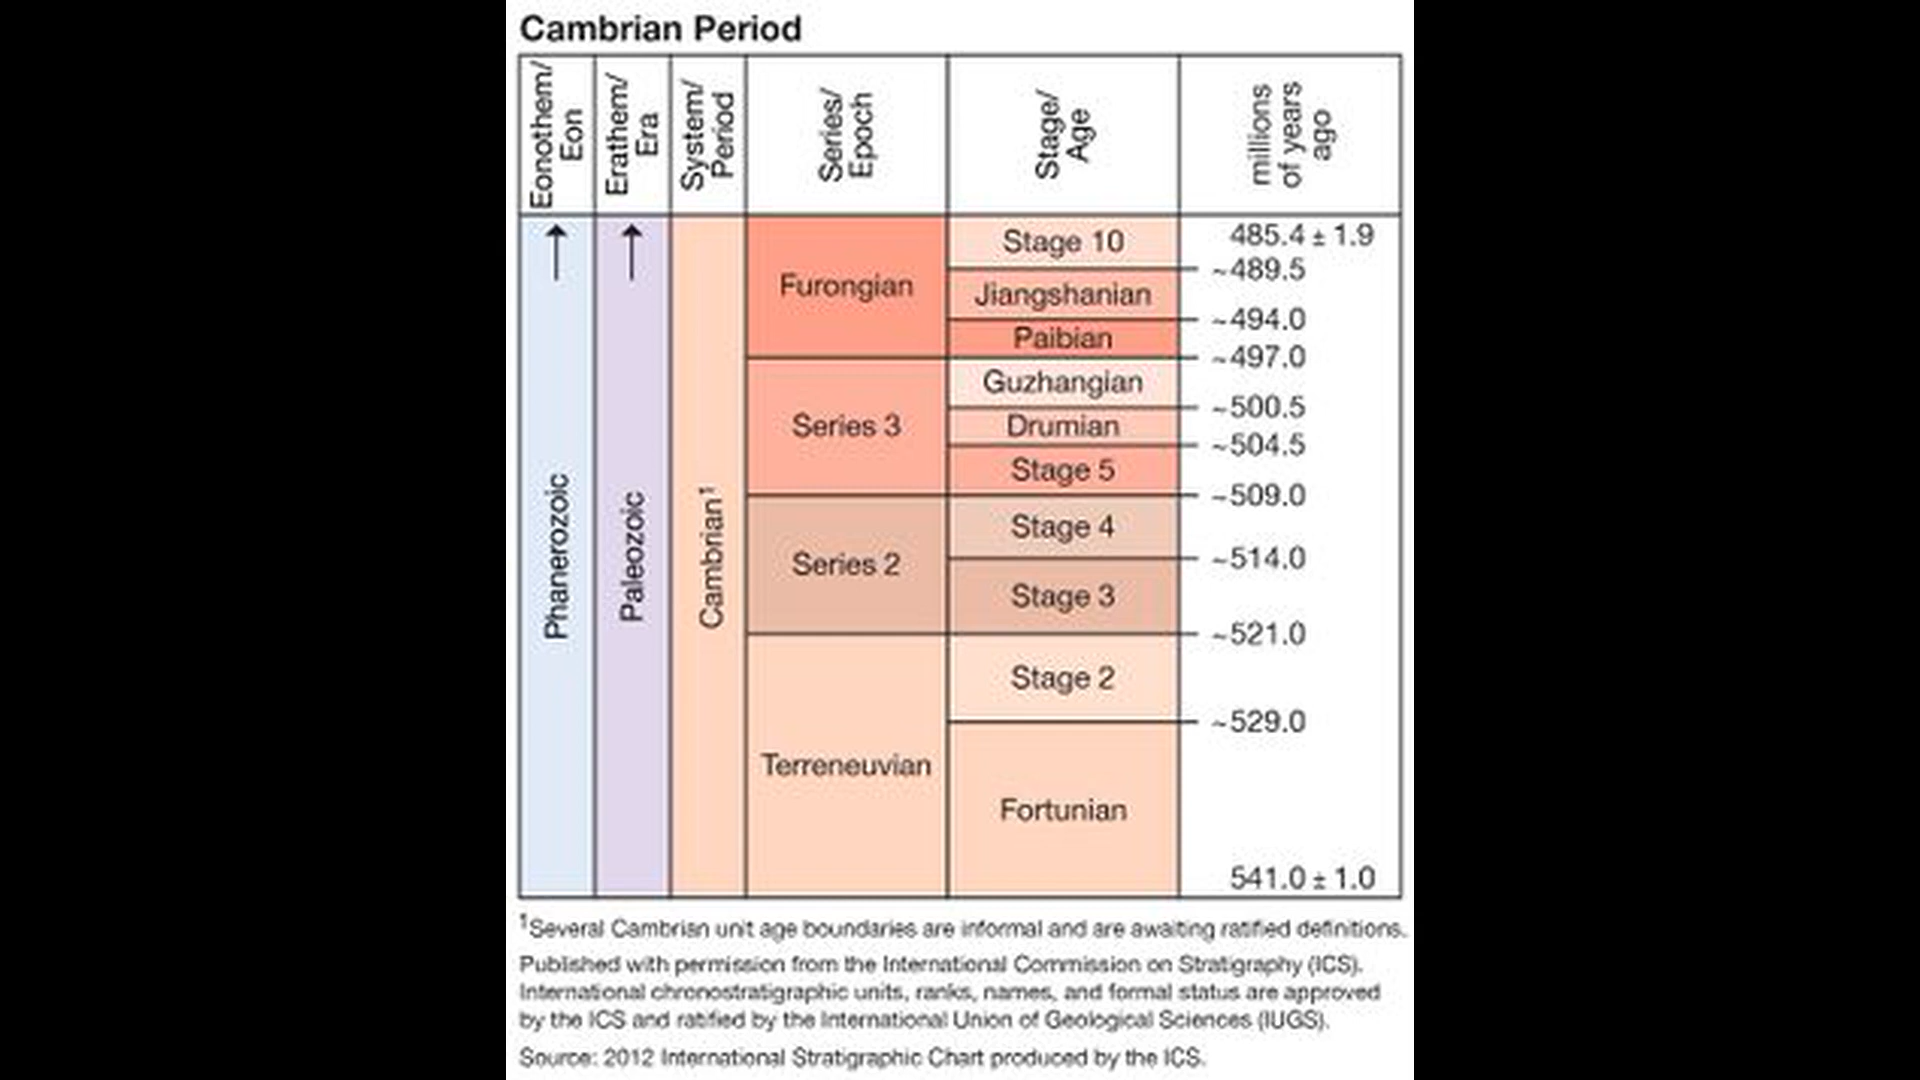 Cambrian Period
Eonothem/
Eon
Erathem/
Era
System/
Period
Series/
Epoch
Stage/
Age
millions
of years
ago
Phanerozoic
Paleozoic
Cambrian¹
Furongian
Series 3
Series 2
Terreneuvian
Stage 10
Jiangshanian
Paibian
Guzhangian
Drumian
Stage 5
Stage 4
Stage 3
Stage 2
Fortunian
485.4 ± 1.9
~489.5
~494.0
~497.0
~500.5
~504.5
~509.0
~514.0
~521.0
~529.0
541.0 ± 1.0
¹Several Cambrian unit age boundaries are informal and are awaiting ratified definitions.
Published with permission from the International Commission on Stratigraphy (ICS).
International chronostratigraphic units, ranks, names, and formal status are approved
by the ICS and ratified by the International Union of Geological Sciences (IUGS).
Source: 2012 International Stratigraphic Chart produced by the ICS.